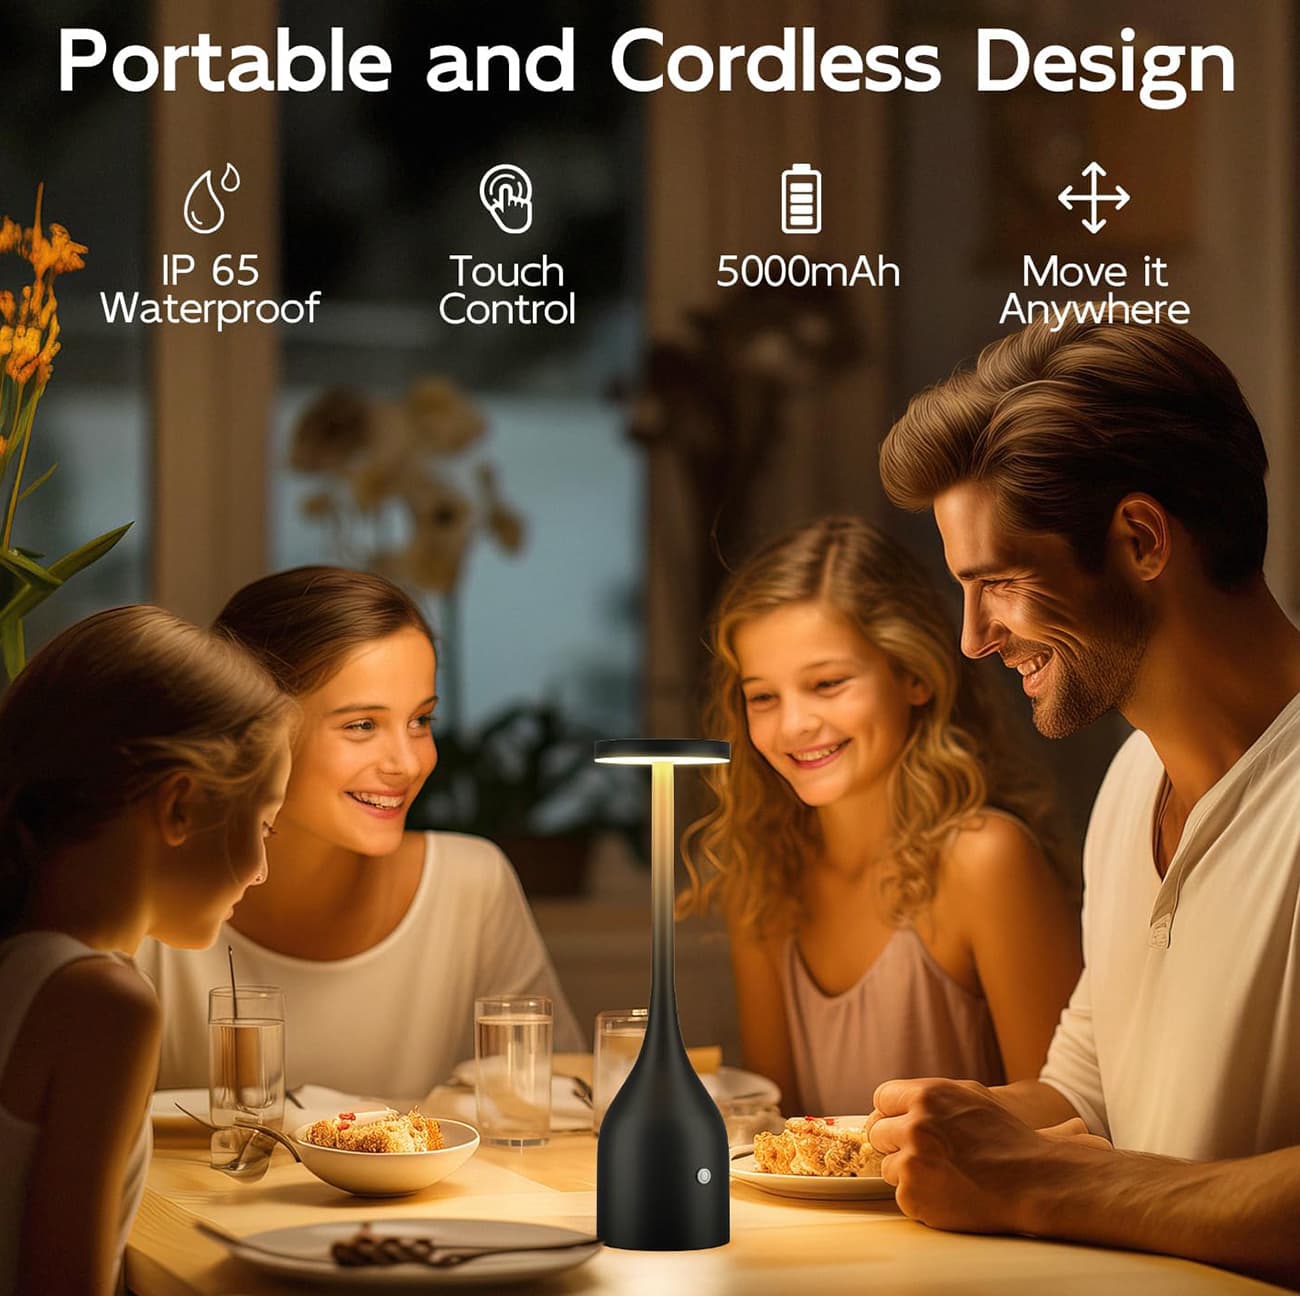 Portable and Cordless Design
IP 65
Waterproof
Touch
Control
5000mAh
Move it
Anywhere